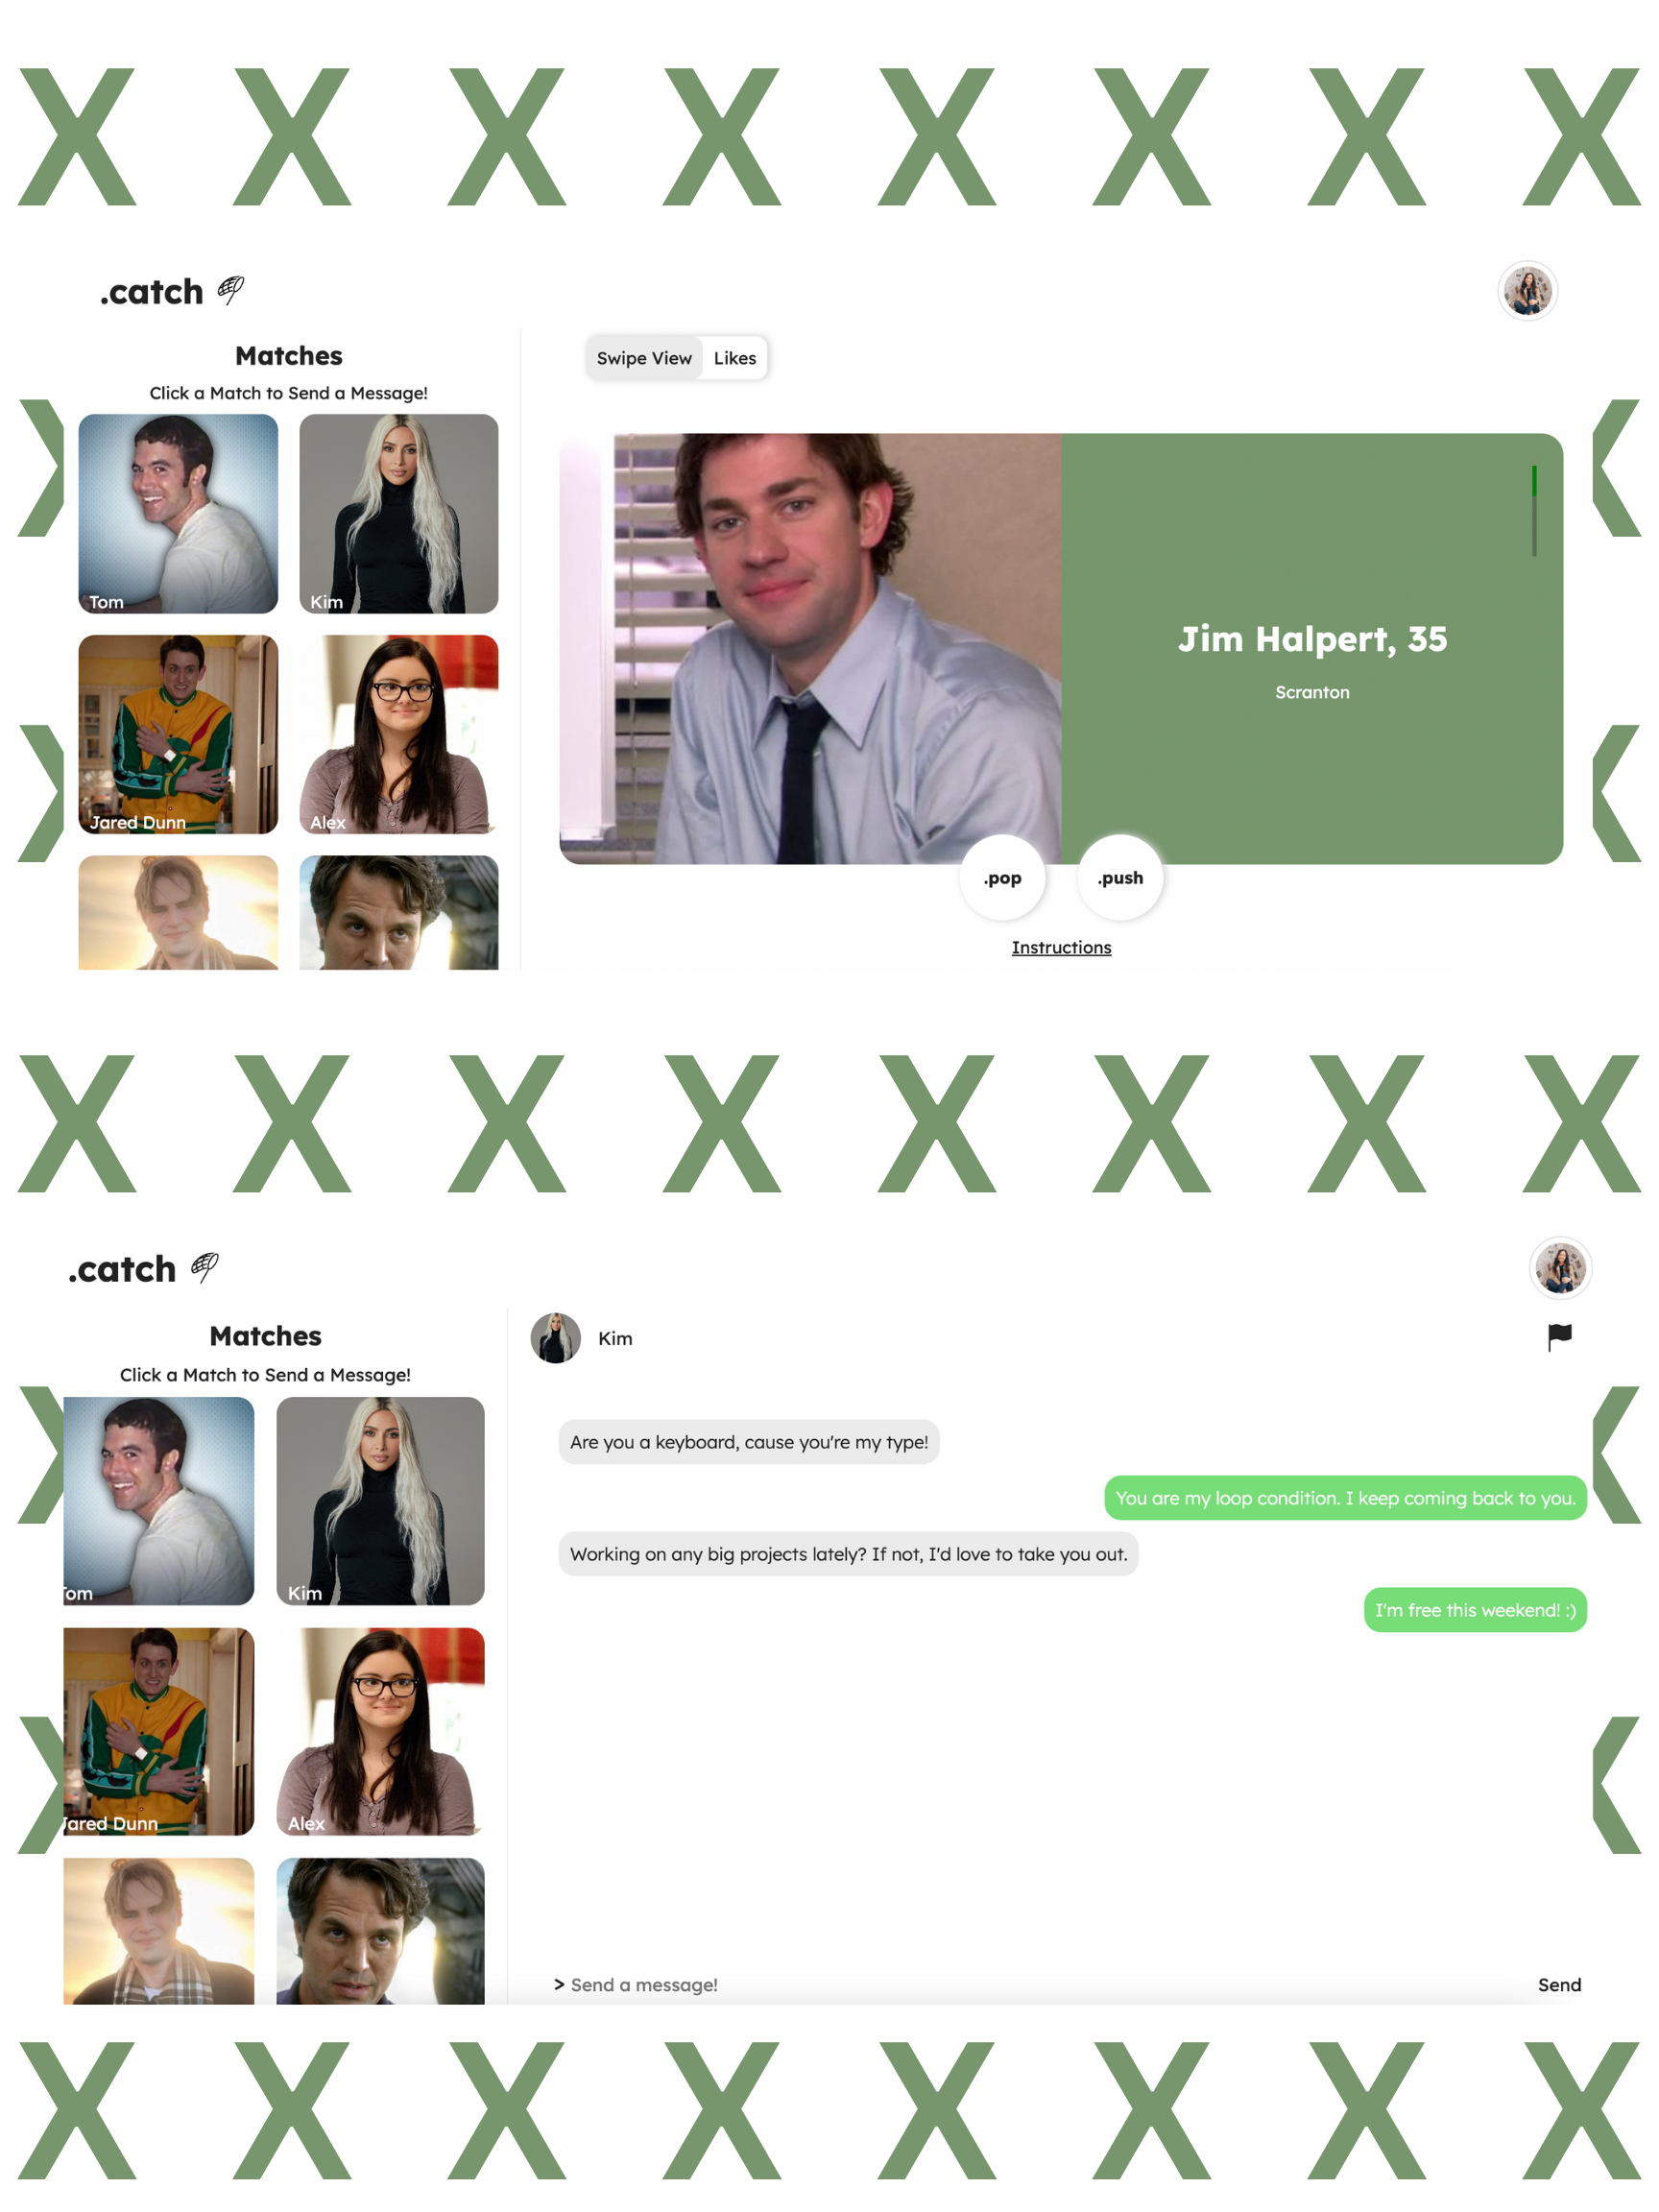 X X X X X X X X
.catch
Matches
Click a Match to Send a Message!
Tom
Kim
Jared Dunn
Alex
Swipe View
Likes
Jim Halpert, 35
Scranton
.pop
.push
Instructions
X X X X X X X X
.catch
Matches
Click a Match to Send a Message!
Tom
Kim
Jared Dunn
Alex
Kim
Are you a keyboard, cause you're my type!
You are my loop condition. I keep coming back to you.
Working on any big projects lately? If not, I'd love to take you out.
I'm free this weekend! :)
> Send a message!
Send
X X X X X X X X